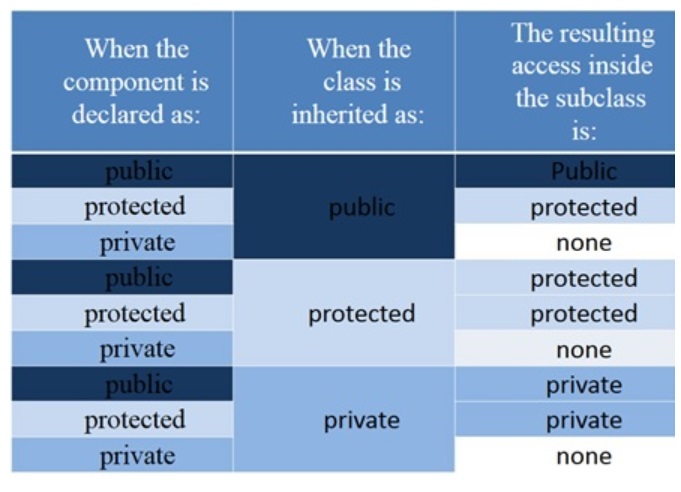 When the
component is
declared as:
When the
class is
inherited as:
The resulting
access inside
the subclass
is:
public
protected
private
public
Public
protected
none
public
protected
private
protected
protected
protected
none
public
protected
private
private
private
private
none